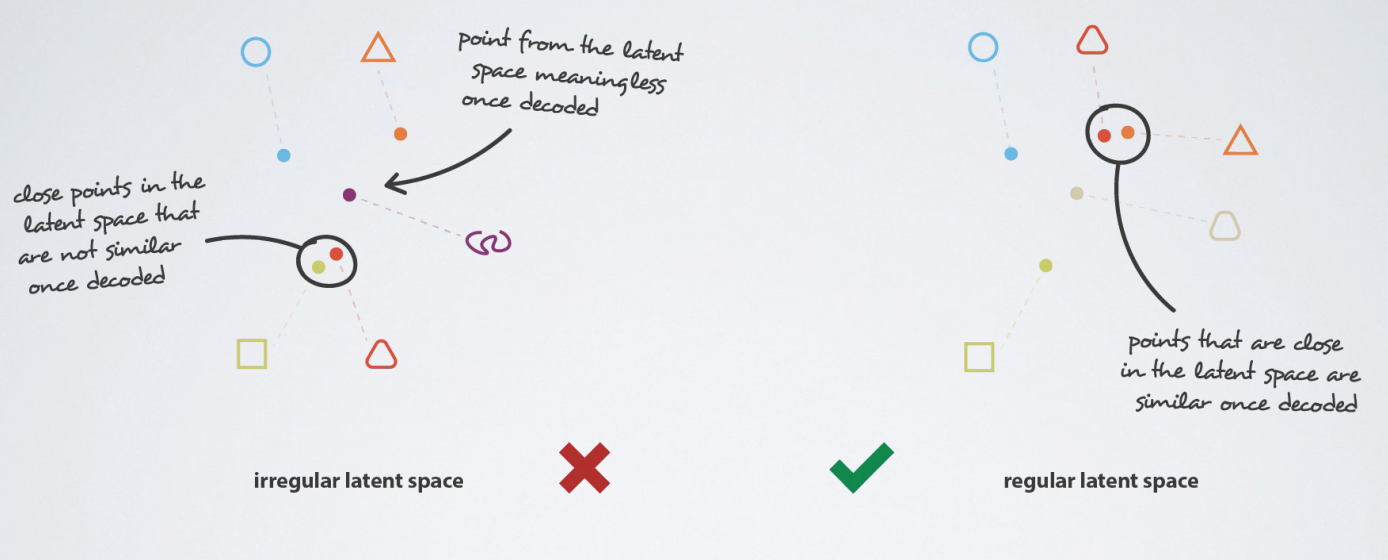 point from the latent
space meaningless
once decoded
close points in the
latent space that
are not similar
once decoded
points that are close
in the latent space are
similar once decoded
irregular latent space
regular latent space